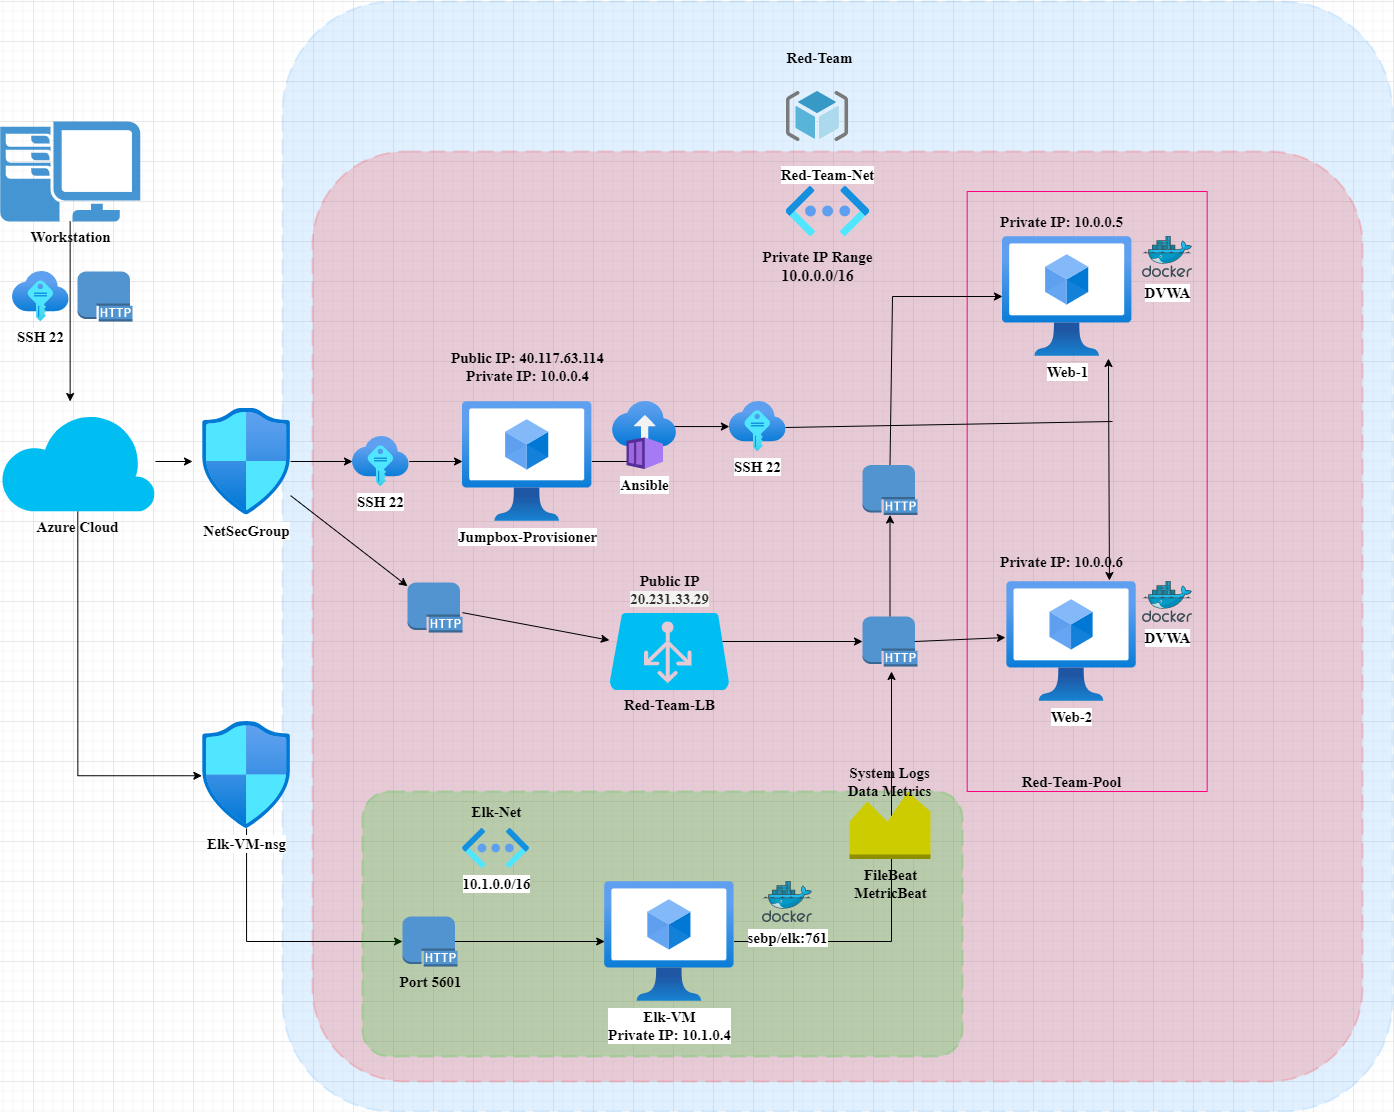 Red-Team
Red-Team-Net
Private IP Range
10.0.0.0/16
Workstation
SSH 22
HTTP
Azure Cloud
NetSecGroup
SSH 22
Public IP: 40.117.63.114
Private IP: 10.0.0.4
Jumpbox-Provisioner
Ansible
SSH 22
Private IP: 10.0.0.5
docker
DVWA
Web-1
HTTP
Private IP: 10.0.0.6
docker
DVWA
Web-2
Red-Team-Pool
HTTP
Public IP
20.231.33.29
Red-Team-LB
HTTP
System Logs
Data Metrics
FileBeat
MetricBeat
Elk-VM-nsg
Elk-Net
10.1.0.0/16
HTTP
Port 5601
docker
sebp/elk:761
Elk-VM
Private IP: 10.1.0.4